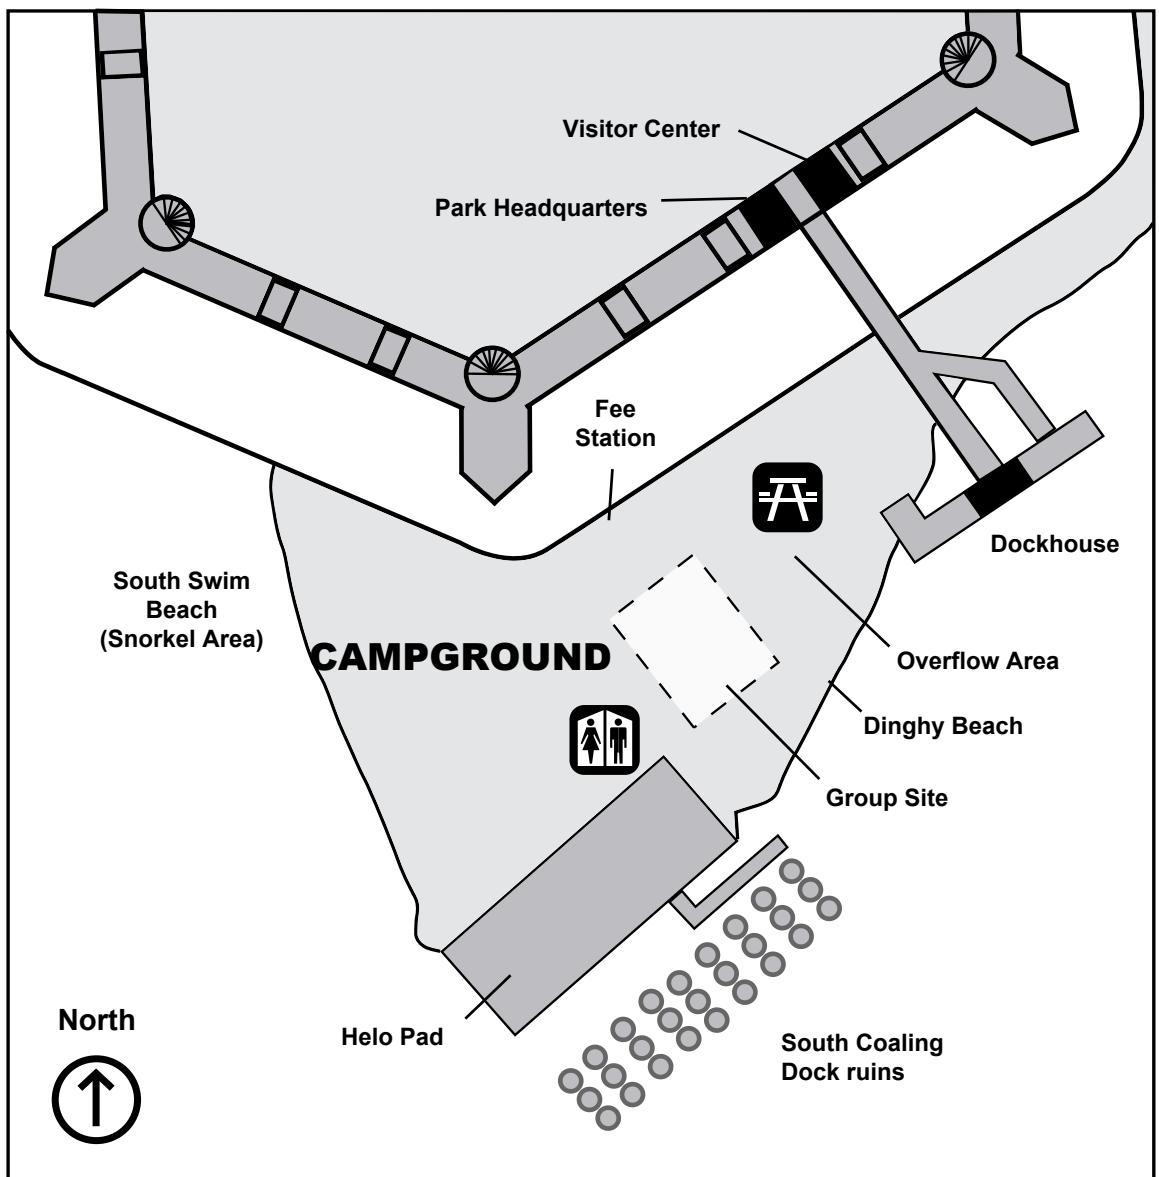 Visitor Center
Park Headquarters
Fee
Station
Dockhouse
South Swim
Beach
(Snorkel Area)
CAMPGROUND
Overflow Area
Dinghy Beach
Group Site
North
Helo Pad
South Coaling
Dock ruins